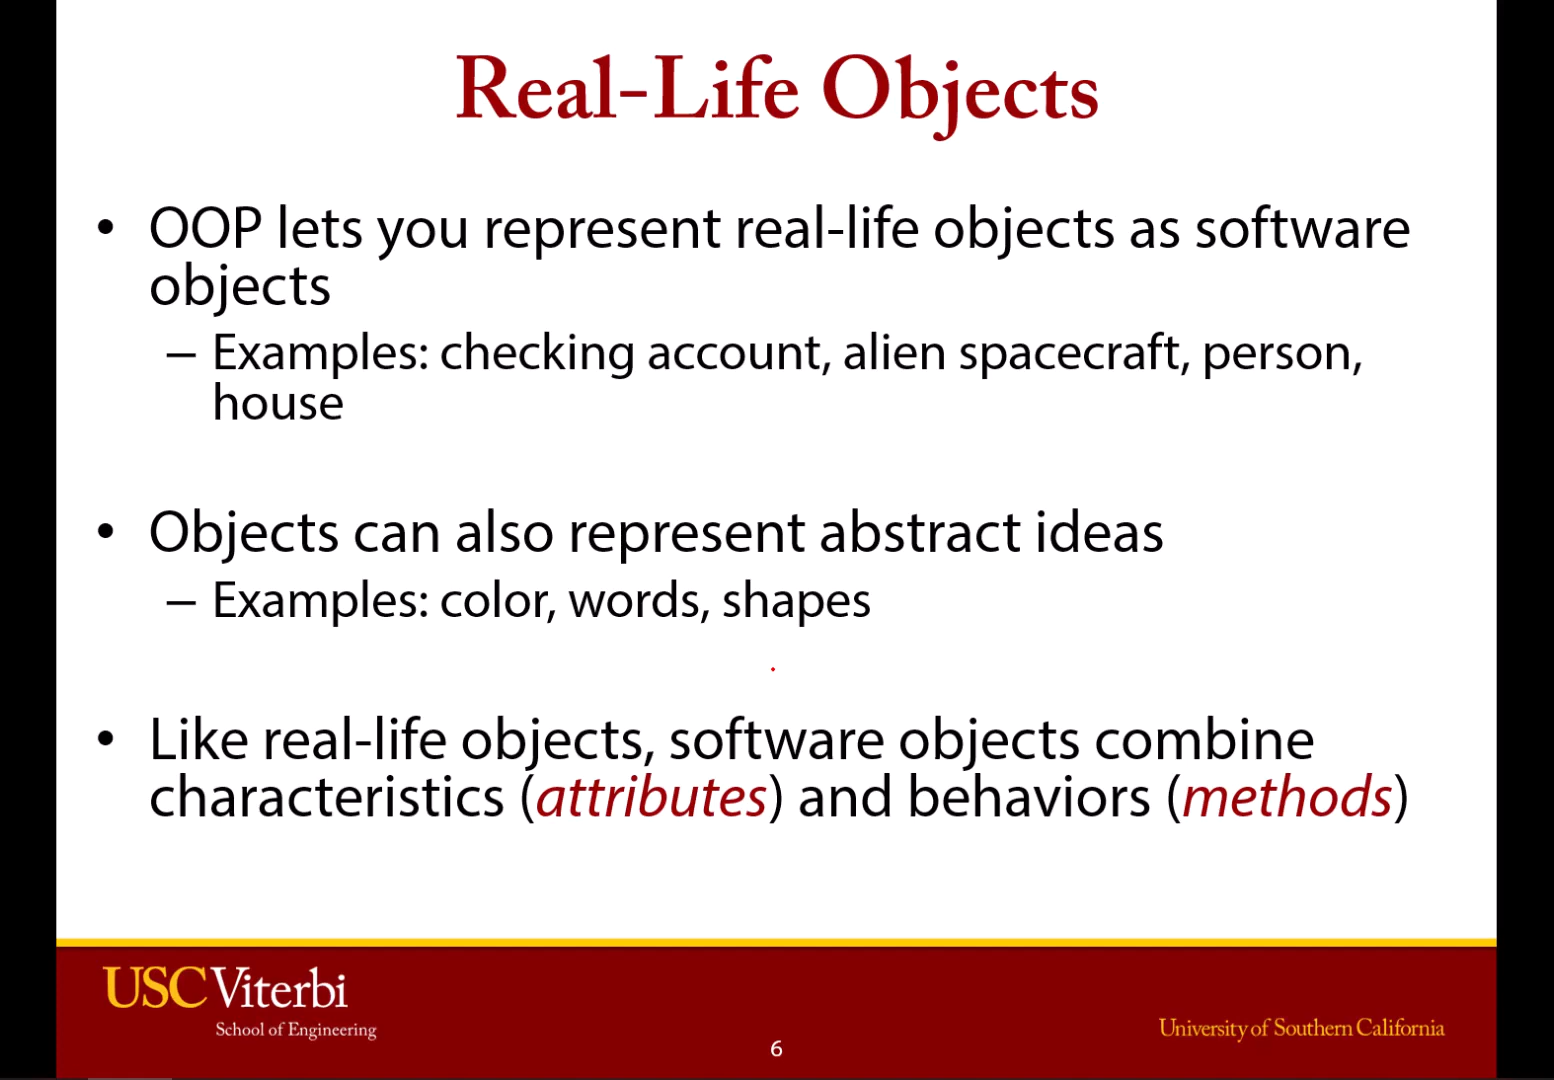 Real-Life Objects
• OOP lets you represent real-life objects as software
objects
– Examples: checking account, alien spacecraft, person,
house
• Objects can also represent abstract ideas
– Examples: color, words, shapes
• Like real-life objects, software objects combine
characteristics (attributes) and behaviors (methods)
USC Viterbi
School of Engineering
6
University of Southern California